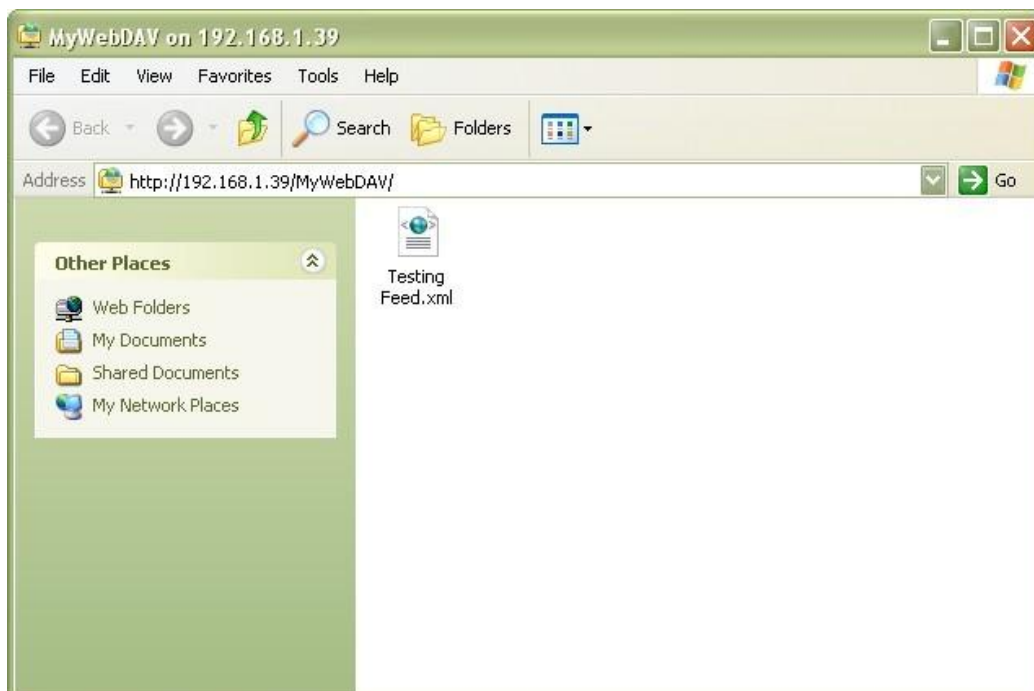 MyWebDAV on 192.168.1.39
File Edit View Favorites Tools Help
Back Search Folders
Address http://192.168.1.39/MyWebDAV/ Go
Other Places
Web Folders
My Documents
Shared Documents
My Network Places
Testing
Feed.xml